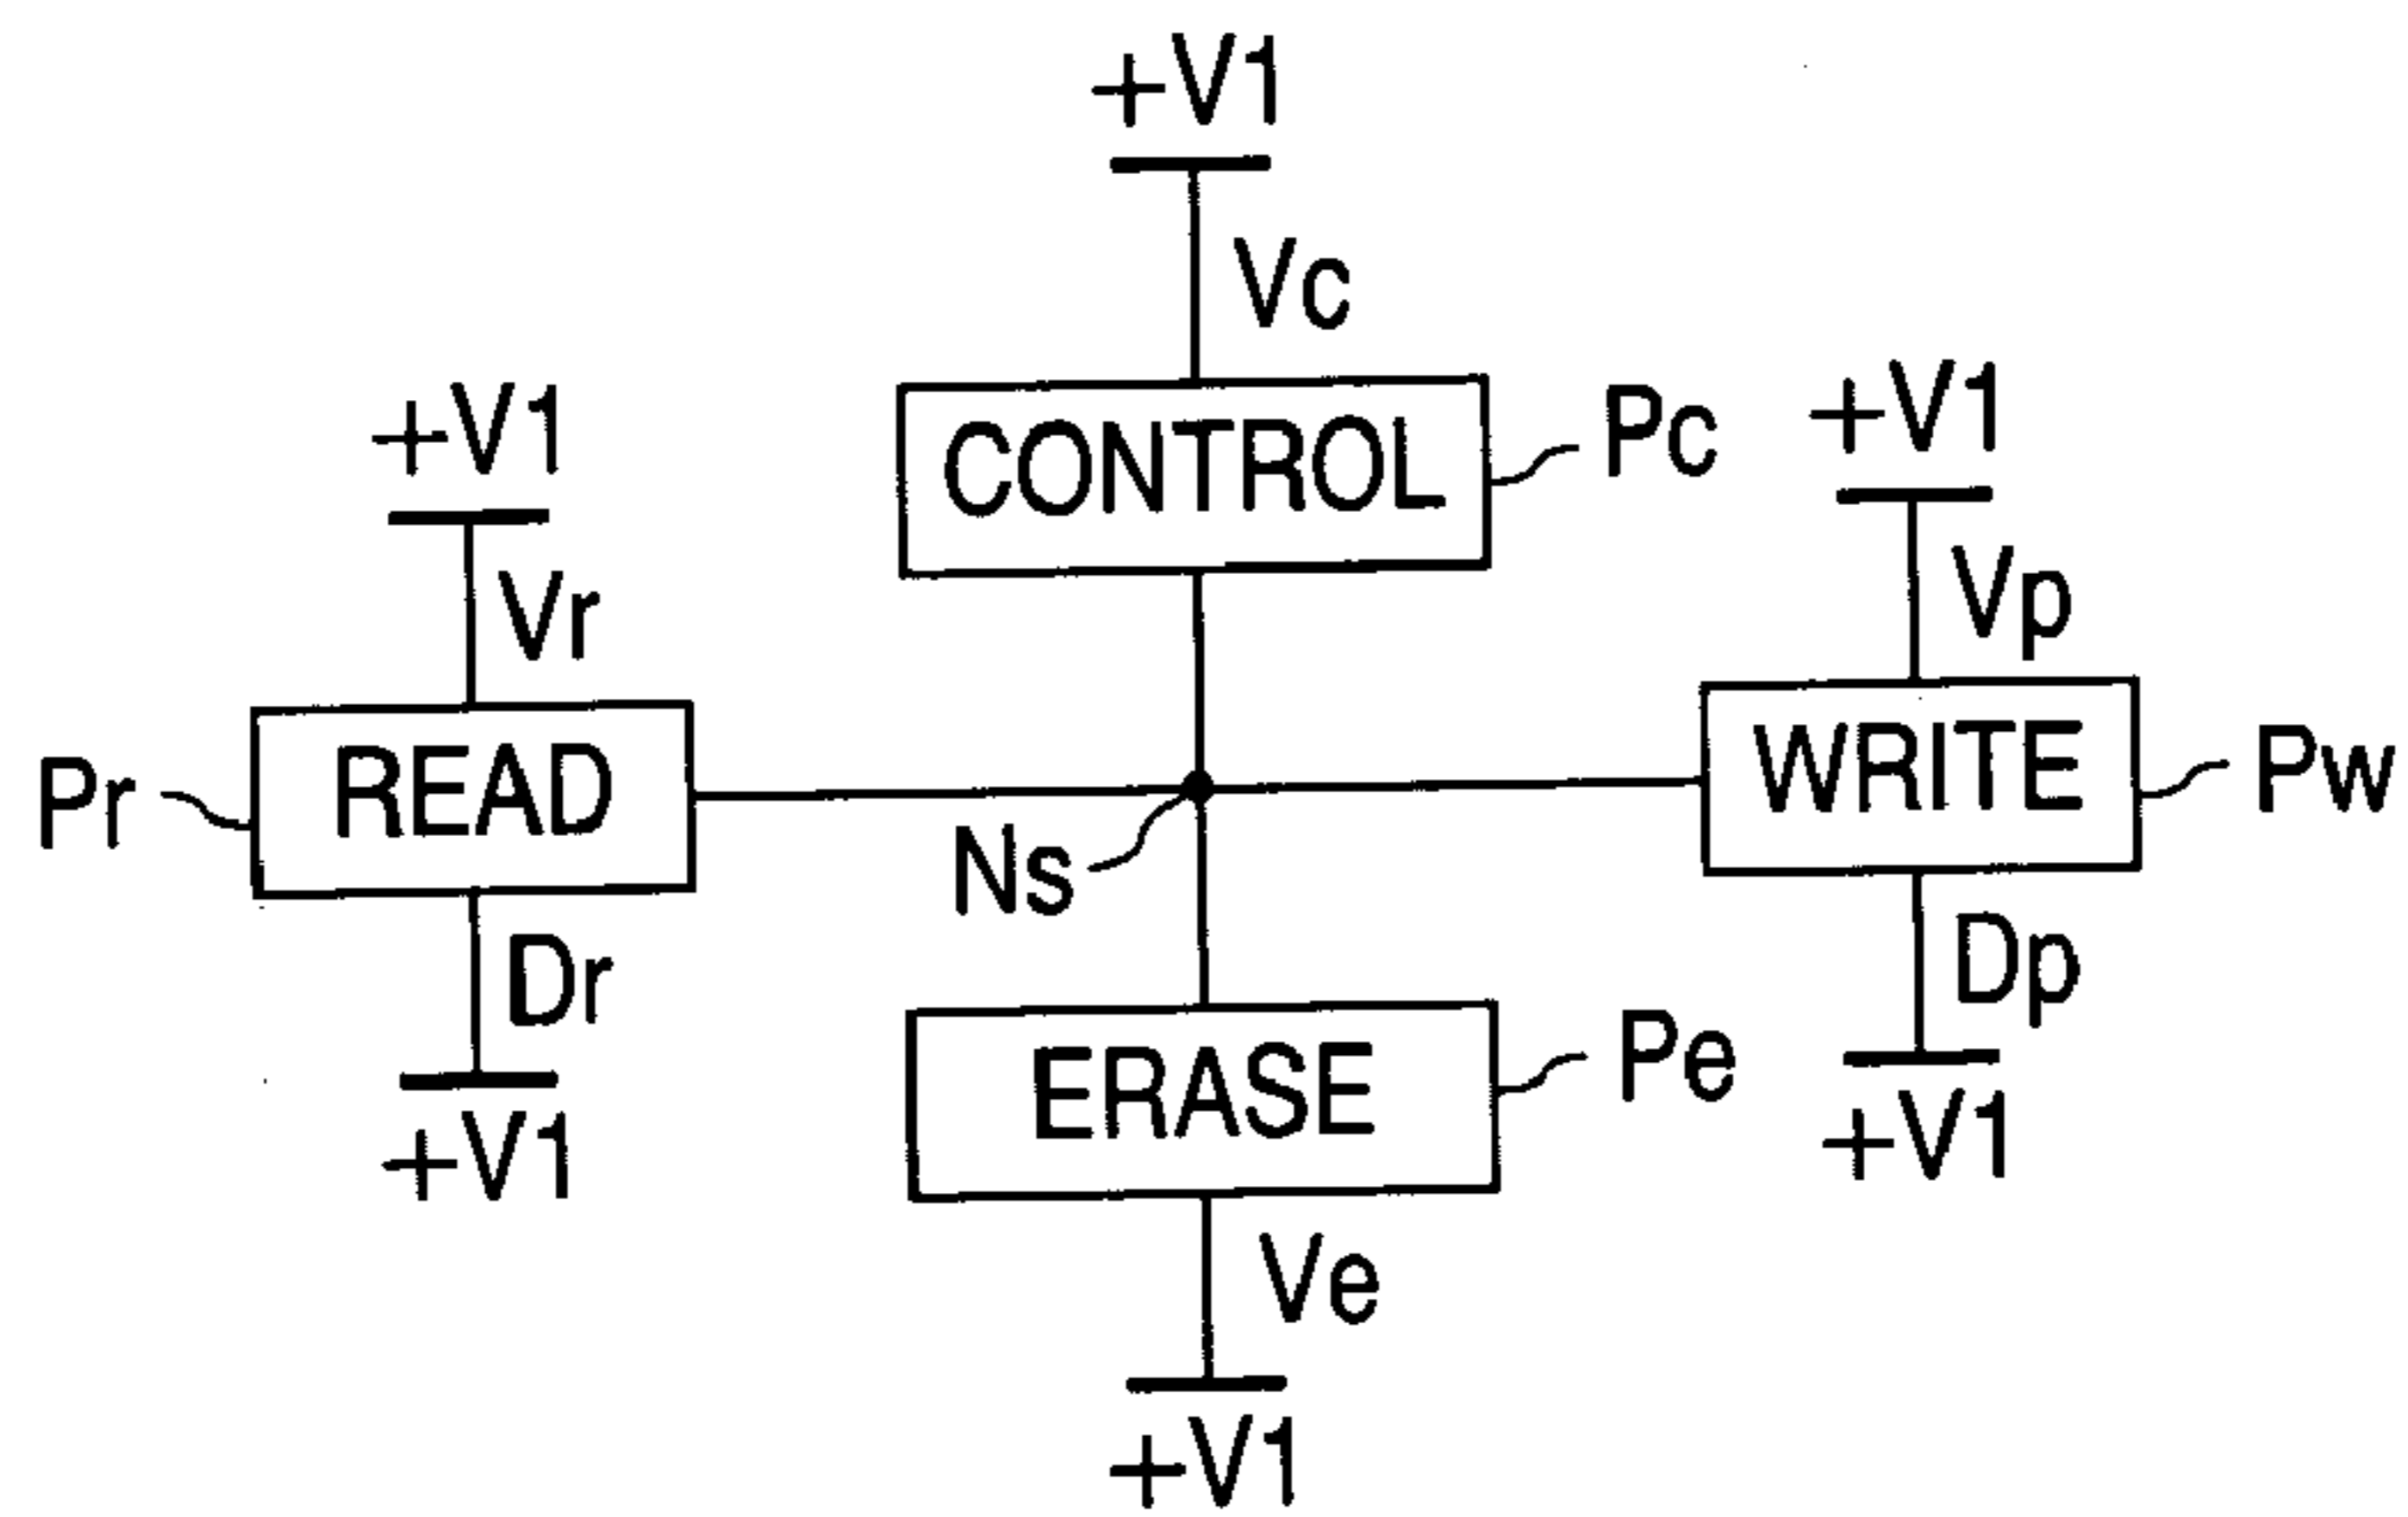 +V1
Vc
CONTROL
Pc
+V1
Vr
+V1
Vp
Pr
READ
WRITE
Pw
Ns
Dr
+V1
Dp
+V1
ERASE
Pe
Ve
+V1